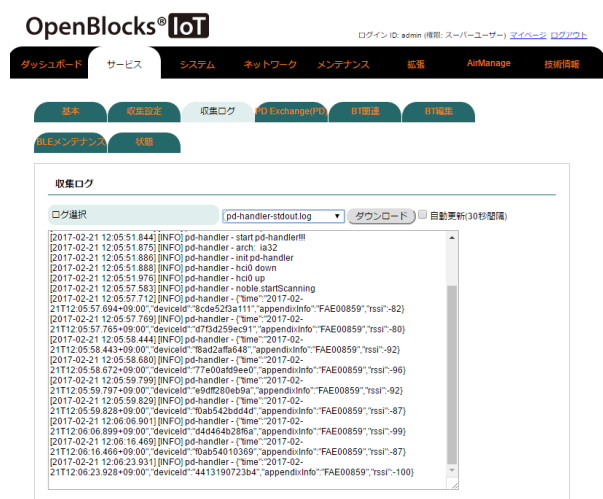 OpenBlocks® IoT
ログイン ID: admin (権限: スーパーユーザー) マイページ ログアウト
ダッシュボード サービス システム ネットワーク メンテナンス 拡張 AirManage 技術情報
基本 収集設定 収集ログ PD Exchange(PD) BT関連 BT編集
BLEメンテナンス 状態
収集ログ
ログ選択 pd-handler-stdout.log ダウンロード 自動更新(30秒間隔)
[2017-02-21 12:05:51.844] [INFO] pd-handler - start pd-handler!!!
[2017-02-21 12:05:51.875] [INFO] pd-handler - arch: ia32
[2017-02-21 12:05:51.886] [INFO] pd-handler - init pd-handler
[2017-02-21 12:05:51.888] [INFO] pd-handler - hci0 down
[2017-02-21 12:05:51.976] [INFO] pd-handler - hci0 up
[2017-02-21 12:05:57.583] [INFO] pd-handler - noble.startScanning
[2017-02-21 12:05:57.712] [INFO] pd-handler - {"time":"2017-02-
21T12:05:57.694+09:00","deviceId":"8cde52f3a111","appendixInfo":"FAE00859","rssi":-82}
[2017-02-21 12:05:57.769] [INFO] pd-handler - {"time":"2017-02-
21T12:05:57.765+09:00","deviceId":"d7f3d259ec91","appendixInfo":"FAE00859","rssi":-80}
[2017-02-21 12:05:58.444] [INFO] pd-handler - {"time":"2017-02-
21T12:05:58.443+09:00","deviceId":"f8ad2affa648","appendixInfo":"FAE00859","rssi":-92}
[2017-02-21 12:05:58.680] [INFO] pd-handler - {"time":"2017-02-
21T12:05:58.672+09:00","deviceId":"77e00afd9ee0","appendixInfo":"FAE00859","rssi":-96}
[2017-02-21 12:05:59.799] [INFO] pd-handler - {"time":"2017-02-
21T12:05:59.797+09:00","deviceId":"e9dff280eb9a","appendixInfo":"FAE00859","rssi":-92}
[2017-02-21 12:05:59.829] [INFO] pd-handler - {"time":"2017-02-
21T12:05:59.828+09:00","deviceId":"f0ab542bdd4d","appendixInfo":"FAE00859","rssi":-87}
[2017-02-21 12:06:06.901] [INFO] pd-handler - {"time":"2017-02-
21T12:06:06.899+09:00","deviceId":"d4d464b28f6a","appendixInfo":"FAE00859","rssi":-99}
[2017-02-21 12:06:16.469] [INFO] pd-handler - {"time":"2017-02-
21T12:06:16.466+09:00","deviceId":"f0ab54010369","appendixInfo":"FAE00859","rssi":-87}
[2017-02-21 12:06:23.931] [INFO] pd-handler - {"time":"2017-02-
21T12:06:23.928+09:00","deviceId":"4413190723b4","appendixInfo":"FAE00859","rssi":-100}